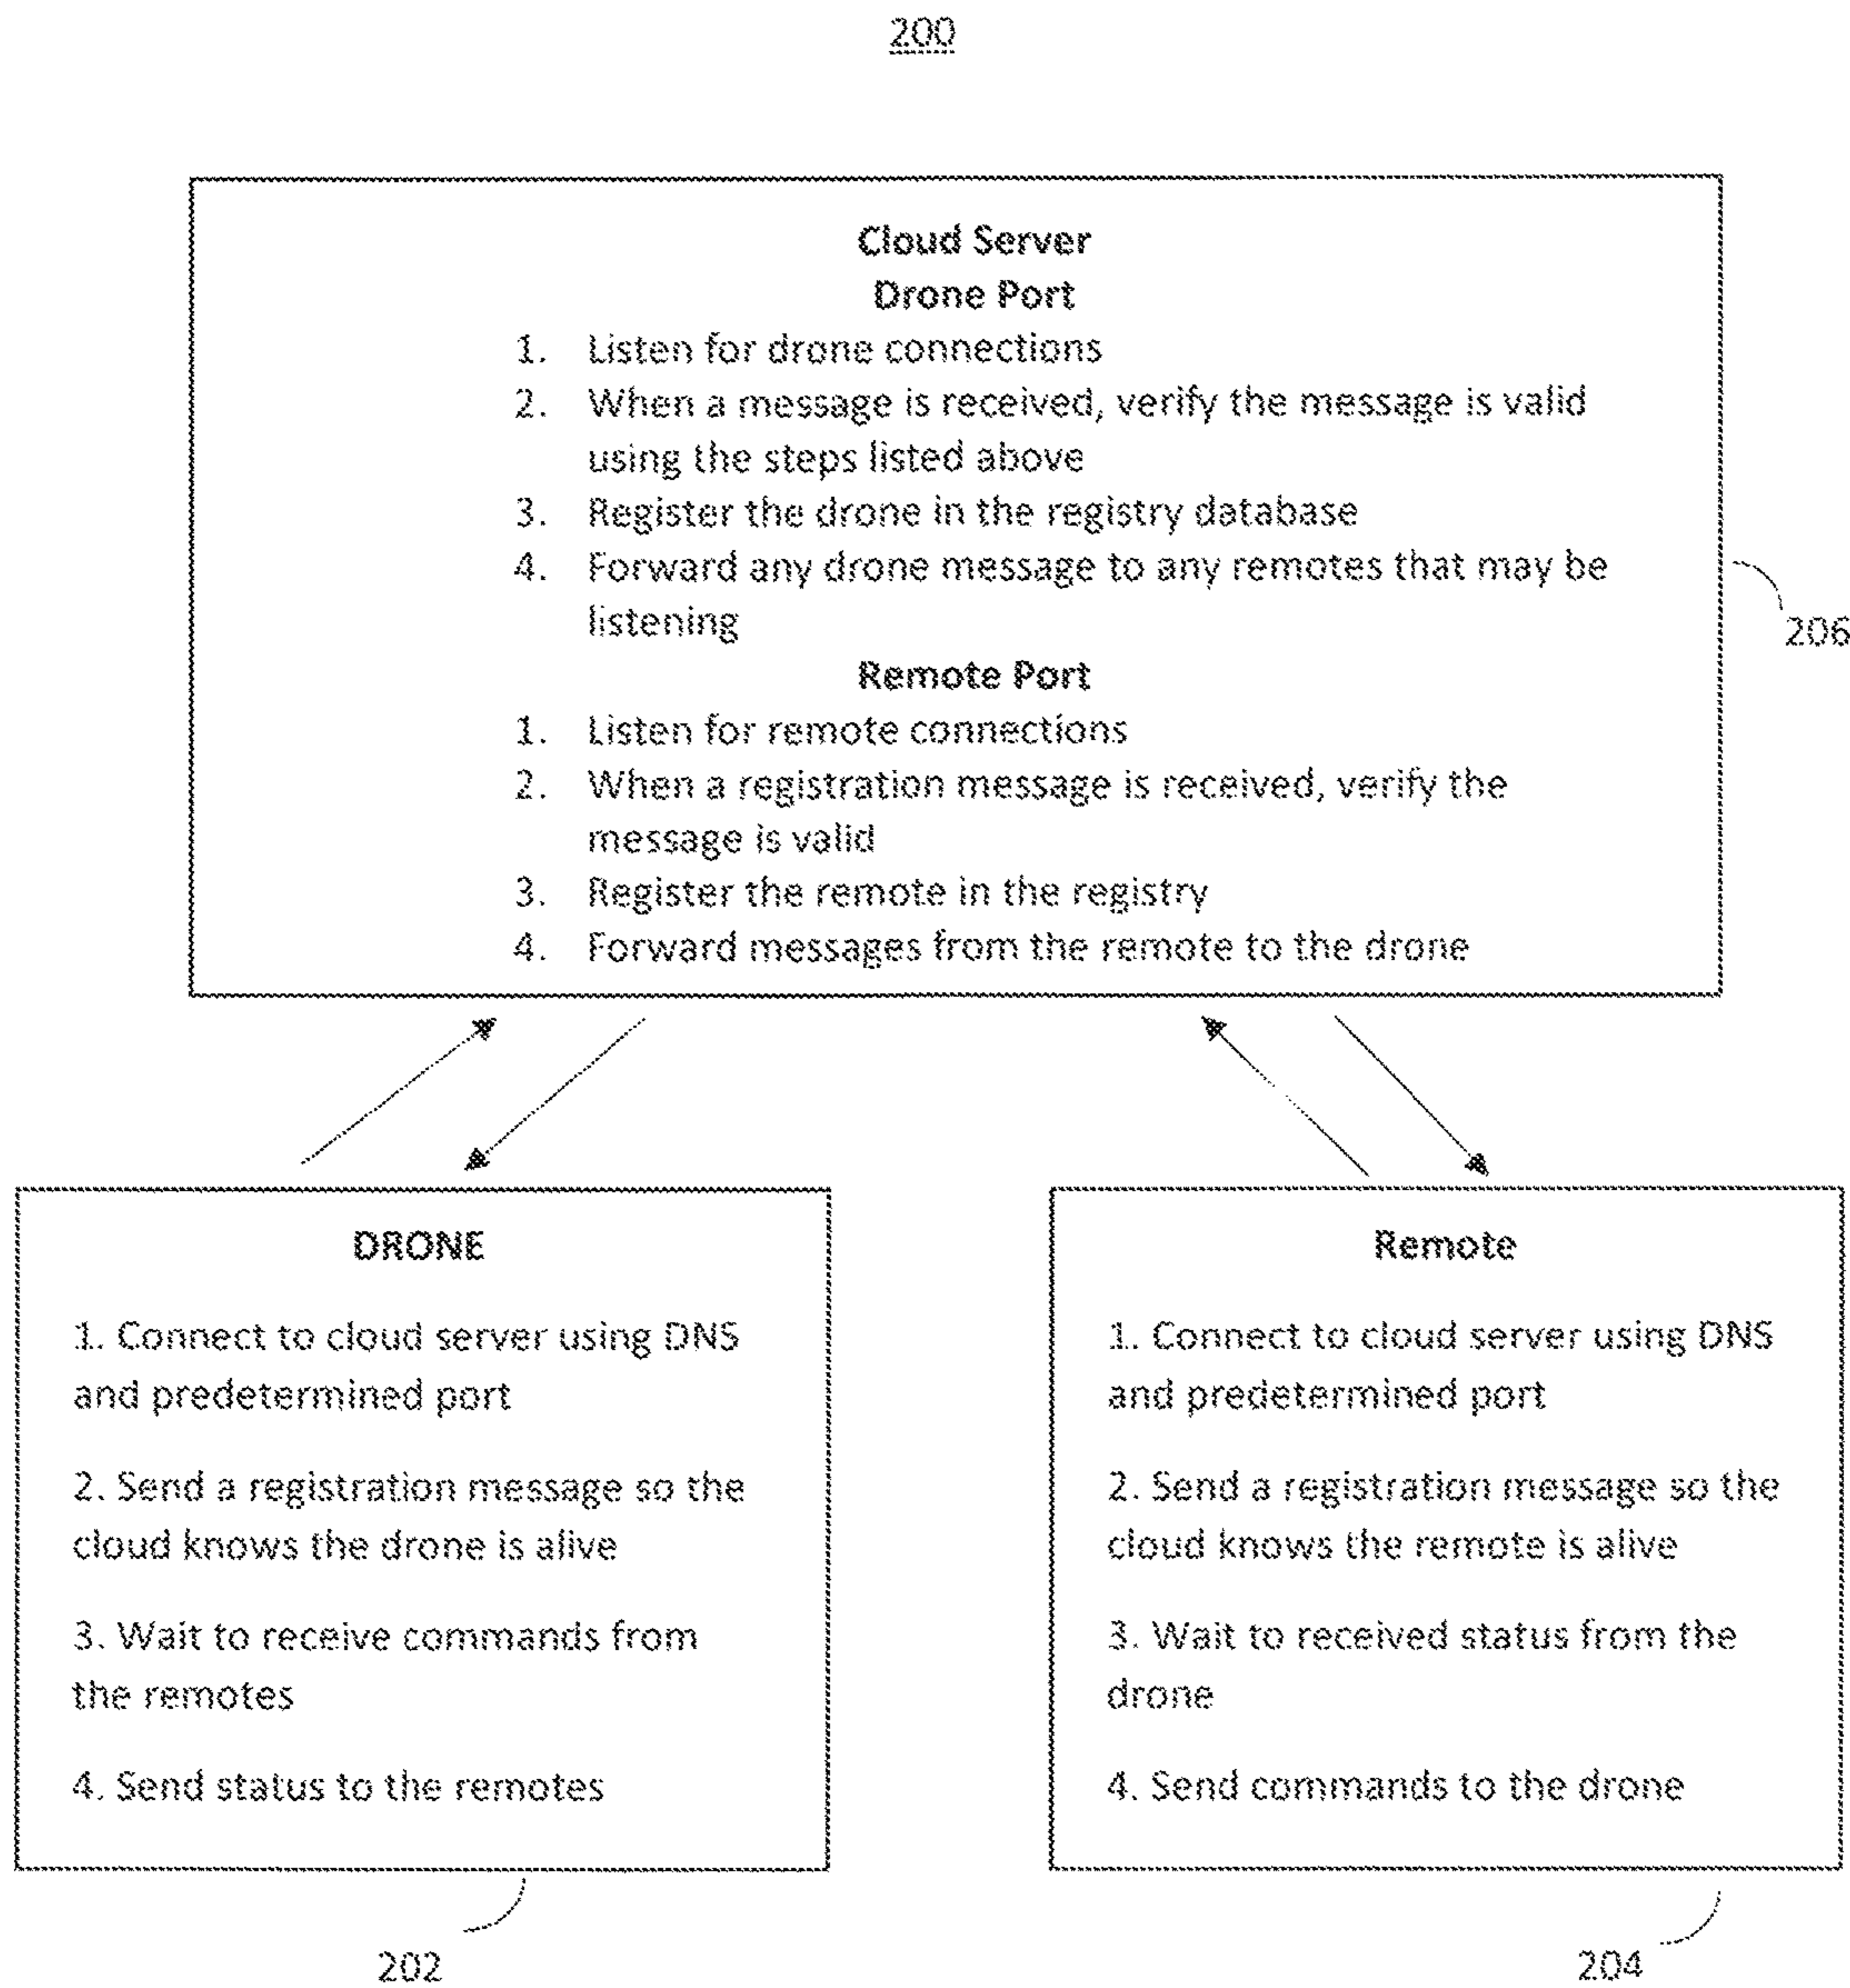 200
Cloud Server
Drone Port
1. Listen for drone connections
2. When a message is received, verify the message is valid
using the steps listed above
3. Register the drone in the registry database
4. Forward any drone message to any remotes that may be
listening
Remote Port
1. Listen for remote connections
2. When a registration message is received, verify the
message is valid
3. Register the remote in the registry
4. Forward messages from the remote to the drone
206
DRONE
1. Connect to cloud server using DNS
and predetermined port
2. Send a registration message so the
cloud knows the drone is alive
3. Wait to receive commands from
the remotes
4. Send status to the remotes
202
Remote
1. Connect to cloud server using DNS
and predetermined port
2. Send a registration message so the
cloud knows the remote is alive
3. Wait to received status from the
drone
4. Send commands to the drone
204